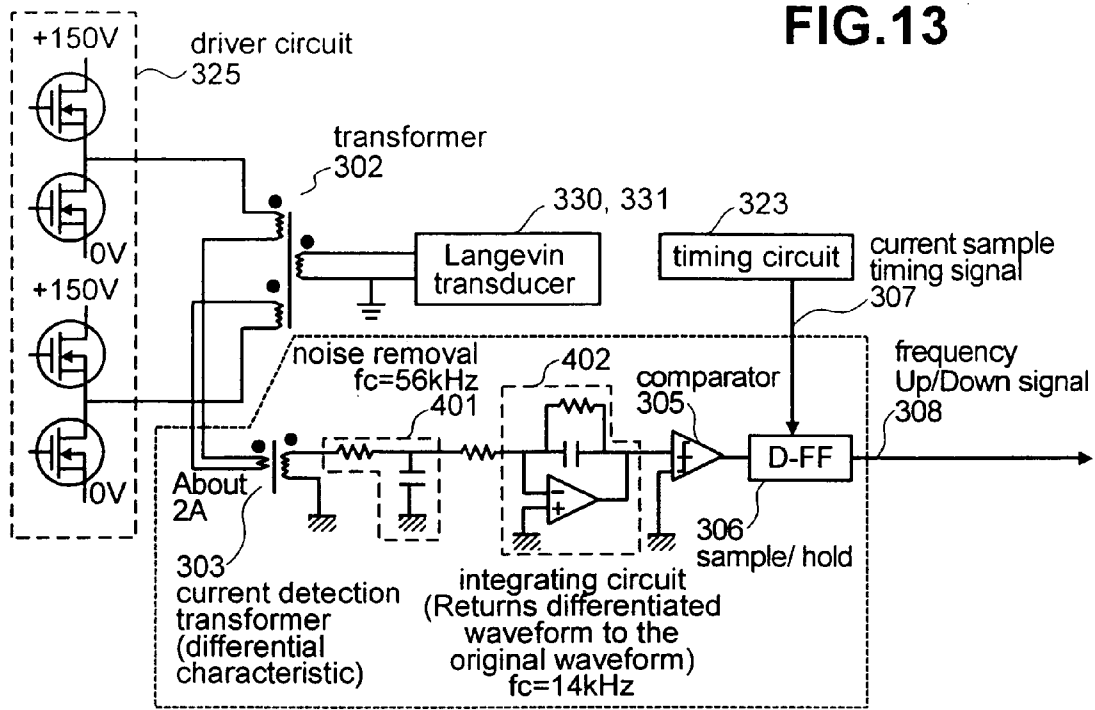 FIG.13
+150V
0V
+150V
0V
driver circuit
325
transformer
302
330, 331
Langevin
transducer
323
timing circuit
current sample
timing signal
307
noise removal
fc=56kHz
401
402
comparator
305
frequency
Up/Down signal
308
D-FF
306
sample/ hold
About
2A
303
current detection
transformer
(differential
characteristic)
integrating circuit
(Returns differentiated
waveform to the
original waveform)
fc=14kHz
-
+